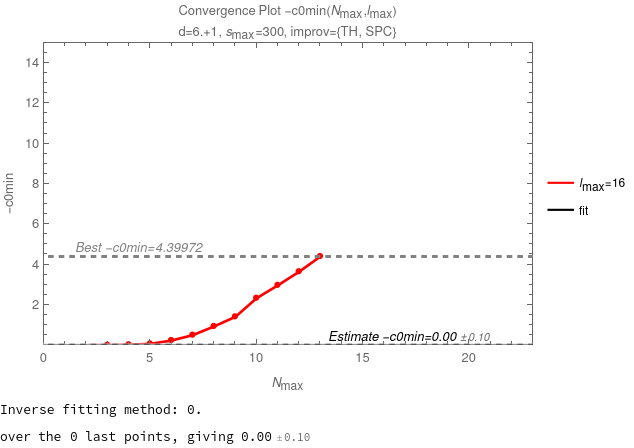 Convergence Plot −c0min(Nmax,lmax)
d=6.+1, smax=300, improv={TH, SPC}
14
12
10
8
6
4
2
−c0min
Best −c0min=4.39972
Estimate −c0min=0.00 ±0.10
0
5
10
15
20
Nmax
lmax=16
fit
Inverse fitting method: 0.
over the 0 last points, giving 0.00 ±0.10